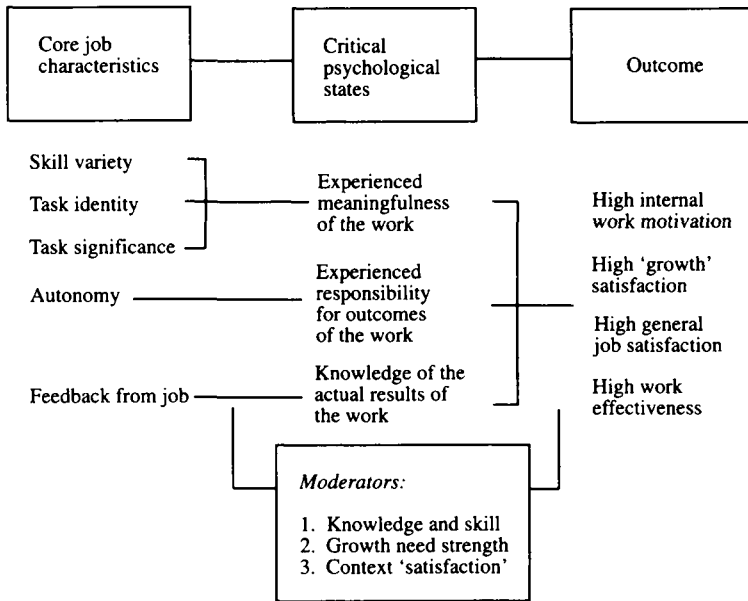 Core job
characteristics
Critical
psychological
states
Outcome
Skill variety
Task identity
Task significance
Experienced
meaningfulness
of the work
Autonomy
Experienced
responsibility
for outcomes
of the work
Feedback from job
Knowledge of the
actual results of
the work
High internal
work motivation
High ‘growth’
satisfaction
High general
job satisfaction
High work
effectiveness
Moderators:
1. Knowledge and skill
2. Growth need strength
3. Context ‘satisfaction’